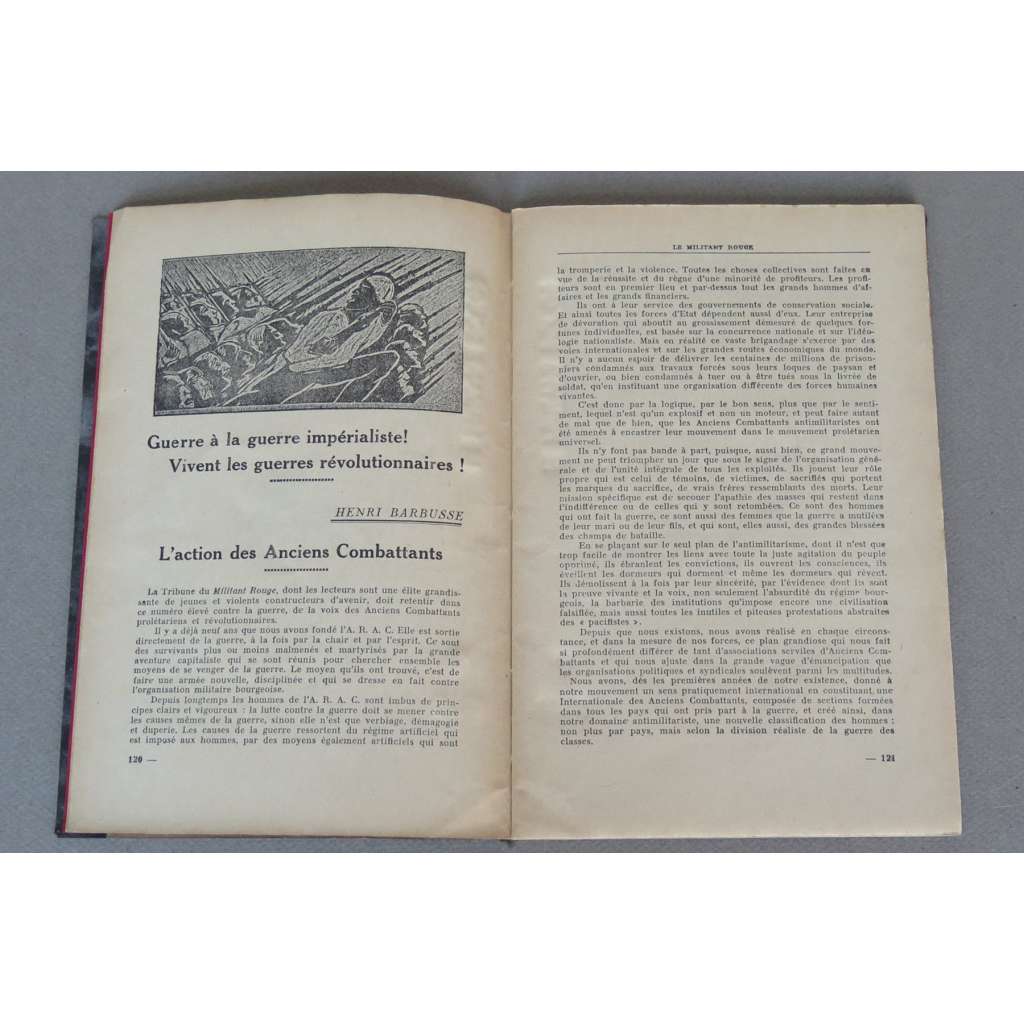 Guerre à la guerre impérialiste!
Vivent les guerres révolutionnaires !
HENRI BARBUSSE
L'action des Anciens Combattants
La Tribune du Militant Rouge, dont les lecteurs sont une élite grandis-
sante de jeunes et violents constructeurs d'avenir, doit retentir dans
ce numéro élevé contre la guerre, de la voix des Anciens Combattants
prolétariens et révolutionnaires.
Il y a déjà neuf ans que nous avons fondé l'A. R. A. C. Elle est sortie
directement de la guerre, à la fois par la chair et par l'esprit. Ce sont
des survivants plus ou moins malmenés et martyrisés par la grande
aventure capitaliste qui se sont réunis pour chercher ensemble les
moyens de se venger de la guerre. Le moyen qu'ils ont trouvé, c'est de
faire une armée nouvelle, disciplinée et qui se dresse en fait contre
l'organisation militaire bourgeoise.
Depuis longtemps les hommes de l'A. R. A. C. sont imbus de prin-
cipes clairs et vigoureux : la lutte contre la guerre doit se mener contre
les causes mêmes de la guerre, sinon elle n'est que verbiage, démagogie
et duperie. Les causes de la guerre ressortent du régime artificiel qui
est imposé aux hommes, par des moyens également artificiels qui sont
120 —
LE MILITANT ROUGE
la tromperie et la violence. Toutes les choses collectives sont faites en
vue de la réussite et du règne d'une minorité de profiteurs. Les profi-
teurs sont en premier lieu et par-dessus tout les grands hommes d'af-
faires et les grands financiers.
Ils ont à leur service des gouvernements de conservation sociale.
Et ainsi toutes les forces d'Etat dépendent aussi d'eux. Leur entreprise
de dévoration qui aboutit au grossissement démesuré de quelques for-
tunes individuelles, est basée sur la concurrence nationale et sur l'idéo-
logie nationaliste. Mais en réalité ce vaste brigandage s'exerce par des
voies internationales et sur les grandes routes économiques du monde.
Il n'y a aucun espoir de délivrer les centaines de millions de prison-
niers condamnés aux travaux forcés sous leurs loques de paysan et
d'ouvrier, ou bien condamnés à tuer ou à être tués sous la livrée de
soldat, qu'en instituant une organisation différente des forces humaines
vivantes.
C'est donc par la logique, par le bon sens, plus que par le senti-
ment, lequel n'est qu'un explosif et non un moteur, et peut faire autant
de mal que de bien, que les Anciens Combattants antimilitaristes ont
été amenés à encastrer leur mouvement dans le mouvement prolétarien
universel.
Ils n'y font pas bande à part, puisque, aussi bien, ce grand mouve-
ment ne peut triompher un jour que sous le signe de l'organisation géné-
rale et de l'unité intégrale de tous les exploités. Ils jouent leur rôle
propre qui est celui de témoins, de victimes, de sacrifiés qui portent
les marques du sacrifice, de vrais frères ressemblants des morts. Leur
mission spécifique est de secouer l'apathie des masses qui restent dans
l'indifférence ou de celles qui y sont retombées. Ce sont des hommes
qui ont fait la guerre, ce sont aussi des femmes que la guerre a mutilées
de leur mari ou de leur fils, et qui sont, elles aussi, des grandes blessées
des champs de bataille.
En se plaçant sur le seul plan de l'antimilitarisme, dont il n'est que
trop facile de montrer les liens avec toute la juste agitation du peuple
opprimé, ils ébranlent les convictions, ils ouvrent les consciences, ils
éveillent les dormeurs qui dorment et même les dormeurs qui rêvent.
Ils démolissent à la fois par leur sincérité, par l'évidence dont ils sont
la preuve vivante et la voix, non seulement l'absurdité du régime bour-
geois, la barbarie des institutions qu'impose encore une civilisation
falsifiée, mais aussi toutes les inutiles et piteuses protestations abstraites
des « pacifistes ».
Depuis que nous existons, nous avons réalisé en chaque circons-
tance, et dans la mesure de nos forces, ce plan grandiose qui nous fait
si profondément différer de tant d'associations serviles d'Anciens Com-
battants et qui nous ajuste dans la grande vague d'émancipation que
les organisations politiques et syndicales soulèvent parmi les multitudes.
Nous avons, dès les premières années de notre existence, donné à
notre mouvement un sens pratiquement international en constituant une
Internationale des Anciens Combattants, composée de sections formées
dans tous les pays qui ont pris part à la guerre, et créé ainsi, dans
notre domaine antimilitariste, une nouvelle classification des hommes :
non plus par pays, mais selon la division réaliste de la guerre des
classes.
— 121